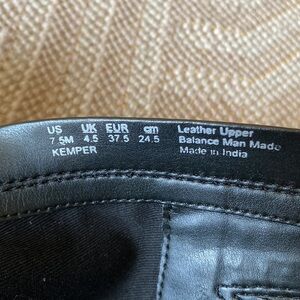 US UK EUR cm Leather Upper
7.5M 4.5 37.5 24.5 Balance Man Made
KEMPER Made in India